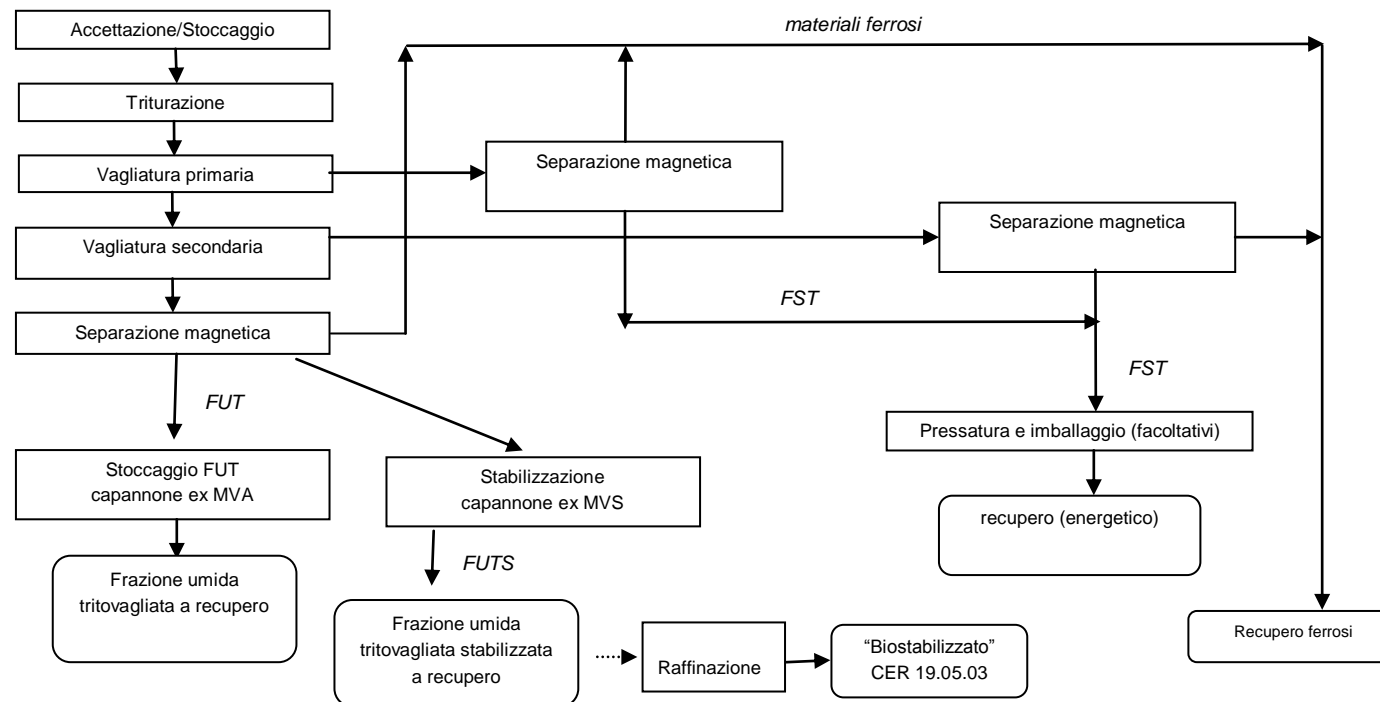 Accettazione/Stoccaggio
materiali ferrosi
Triturazione
Vagliatura primaria
Separazione magnetica
Vagliatura secondaria
Separazione magnetica
Separazione magnetica
FST
FST
FUT
Pressatura e imballaggio (facoltativi)
Stoccaggio FUT
capannone ex MVA
Stabilizzazione
capannone ex MVS
recupero (energetico)
FUTS
Frazione umida
tritovagliata a recupero
Frazione umida
tritovagliata stabilizzata
a recupero
Raffinazione
“Biostabilizzato”
CER 19.05.03
Recupero ferrosi